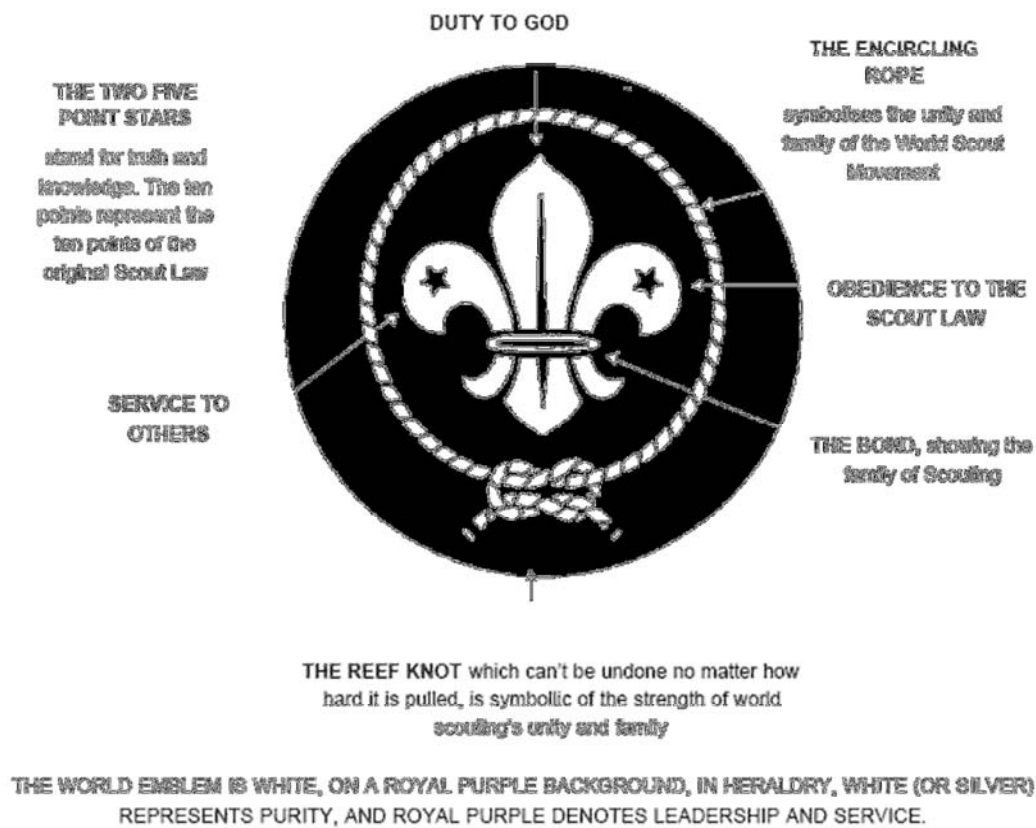 DUTY TO GOD
THE TWO FIVE
POINT STARS
stand for truth and
knowledge. The ten
points represent the
ten points of the
original Scout Law
THE ENCIRCLING
ROPE
symbolises the unity and
family of the World Scout
Movement
OBEDIENCE TO THE
SCOUT LAW
SERVICE TO
OTHERS
THE BOND, showing the
family of Scouting
THE REEF KNOT which can't be undone no matter how
hard it is pulled, is symbollic of the strength of world
scouting's unity and family
THE WORLD EMBLEM IS WHITE, ON A ROYAL PURPLE BACKGROUND, IN HERALDRY, WHITE (OR SILVER)
REPRESENTS PURITY, AND ROYAL PURPLE DENOTES LEADERSHIP AND SERVICE.